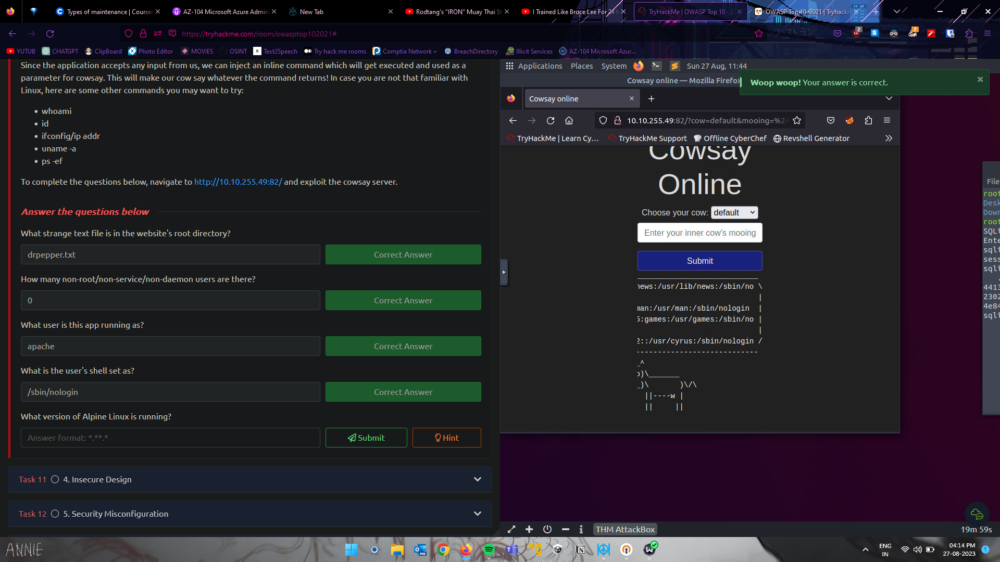 Types of maintenance | Courser
AZ-104 Microsoft Azure Admin
New Tab
Rodtang's "IRON" Muay Thai St
I Trained Like Bruce Lee For 24 h
TryHackMe | OWASP Top 10 - 2
OWASP Top 10-2021 | Tryhackm
https://tryhackme.com/room/owasptop102021#
YUTUB
CHATGPT
ClipBoard
Photo Editor
MOVIES
OSINT
Text2Speech
Try hack me rooms
Comptia Network +
BreachDirectory
Illicit Services
AZ-104 Microsoft Azur...
Since the application accepts any input from us, we can inject an inline command which will get executed and used as a
parameter for cowsay. This will make our cow say whatever the command returns! In case you are not that familiar with
Linux, here are some other commands you may want to try:
• whoami
• id
• ifconfig/ip addr
• uname -a
• ps -ef
To complete the questions below, navigate to http://10.10.255.49:82/ and exploit the cowsay server.
Answer the questions below
What strange text file is in the website's root directory?
drpepper.txt
Correct Answer
How many non-root/non-service/non-daemon users are there?
0
Correct Answer
What user is this app running as?
apache
Correct Answer
What is the user's shell set as?
/sbin/nologin
Correct Answer
What version of Alpine Linux is running?
Answer format: *.**.*
Submit
Hint
Task 11 4. Insecure Design
Task 12 5. Security Misconfiguration
Applications Places System Sun 27 Aug, 11:44
Cowsay online — Mozilla Firefox
Woop woop! Your answer is correct.
Cowsay online
10.10.255.49:82/?cow=default&mooing=%24
TryHackMe | Learn Cy...
TryHackMe Support
Offline CyberChef
Revshell Generator
Cowsay
Online
Choose your cow: default
Enter your inner cow's mooing
Submit
news:/usr/lib/news:/sbin/no \
|
man:/usr/man:/sbin/nologin |
5:games:/usr/games:/sbin/no |
|
2::/usr/cyrus:/sbin/nologin /
---------------------------
_^
o)\_______
_)\ )\/\
||----w |
|| ||
File
root
Desk
Down
root
SQLi
Ente
sqli
sess
sqli
4413
2302
4e84
sqli
THM AttackBox
19m 59s
ANNIE
ENG
IN
04:14 PM
27-08-2023
1